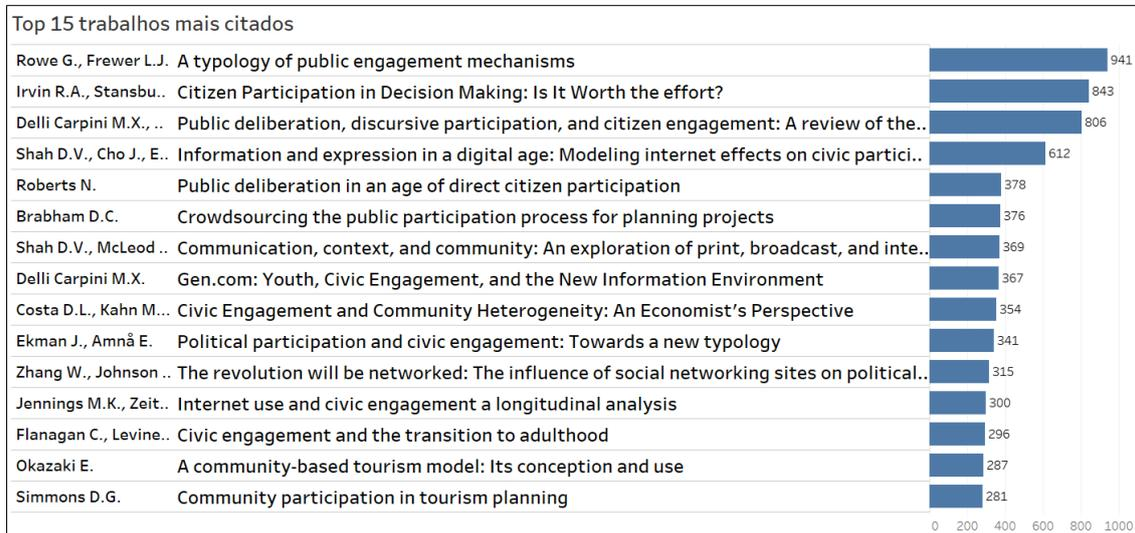 Top 15 trabalhos mais citados
Rowe G., Frewer L.J. A typology of public engagement mechanisms 941
Irvin R.A., Stansbu.. Citizen Participation in Decision Making: Is It Worth the effort? 843
Delli Carpini M.X., .. Public deliberation, discursive participation, and citizen engagement: A review of the.. 806
Shah D.V., Cho J., E.. Information and expression in a digital age: Modeling internet effects on civic partici.. 612
Roberts N. Public deliberation in an age of direct citizen participation 378
Brabham D.C. Crowdsourcing the public participation process for planning projects 376
Shah D.V., McLeod .. Communication, context, and community: An exploration of print, broadcast, and inte.. 369
Delli Carpini M.X. Gen.com: Youth, Civic Engagement, and the New Information Environment 367
Costa D.L., Kahn M... Civic Engagement and Community Heterogeneity: An Economist's Perspective 354
Ekman J., Amnå E. Political participation and civic engagement: Towards a new typology 341
Zhang W., Johnson .. The revolution will be networked: The influence of social networking sites on political.. 315
Jennings M.K., Zeit.. Internet use and civic engagement a longitudinal analysis 300
Flanagan C., Levine.. Civic engagement and the transition to adulthood 296
Okazaki E. A community-based tourism model: Its conception and use 287
Simmons D.G. Community participation in tourism planning 281
0 200 400 600 800 1000